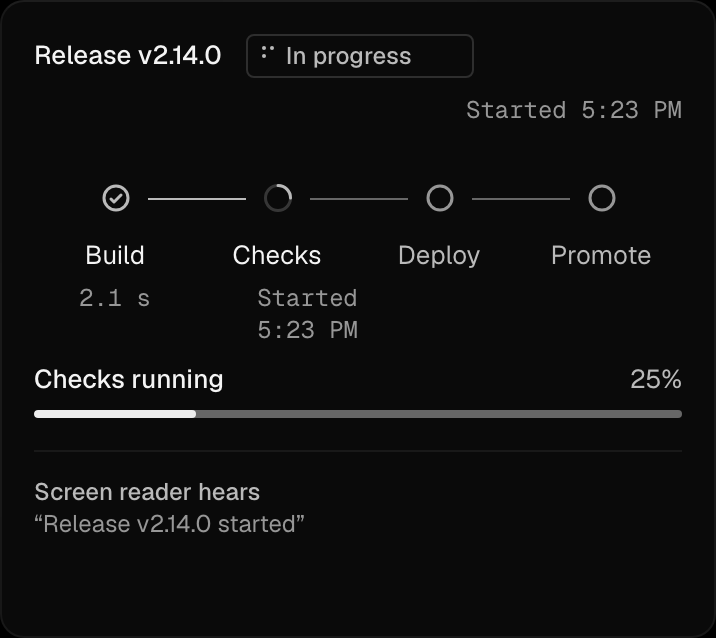 Release v2.14.0
In progress
Started 5:23 PM
Build
Checks
Deploy
Promote
2.1 s
Started
5:23 PM
Checks running
25%
Screen reader hears
“Release v2.14.0 started”